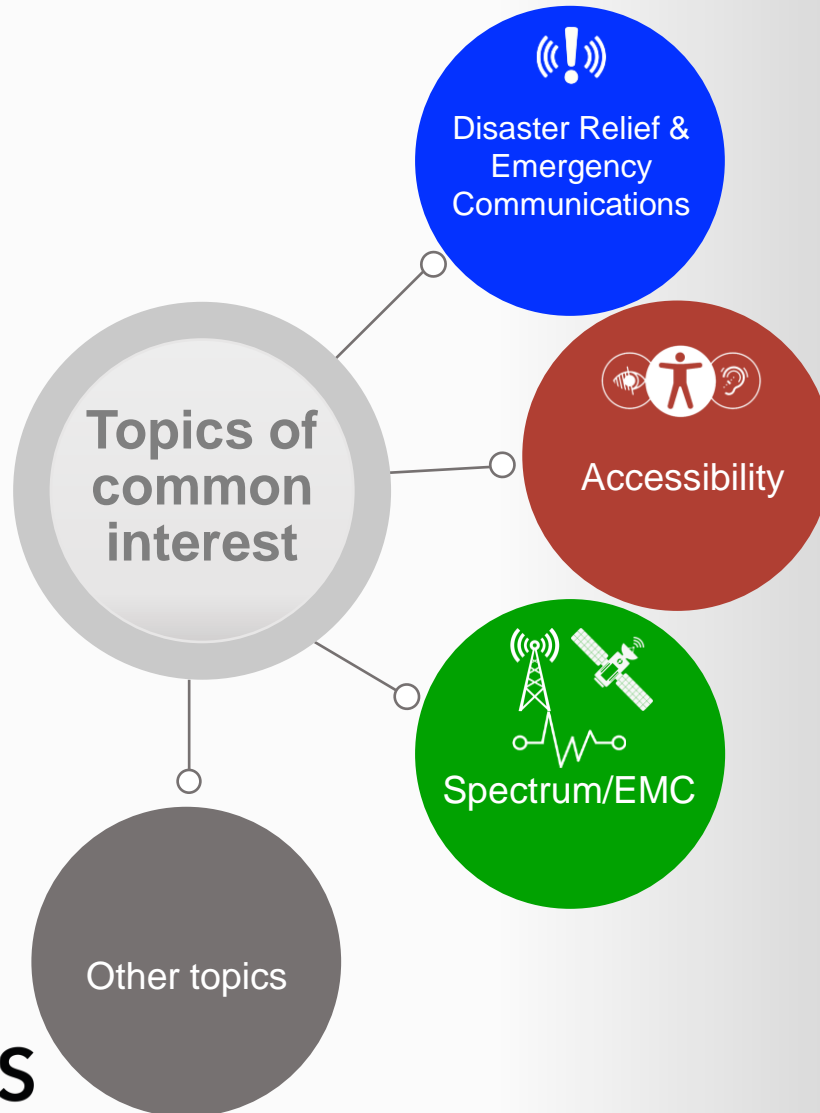 Disaster Relief &
Emergency
Communications
Topics of
common
interest
Accessibility
Spectrum/EMC
Other topics
s